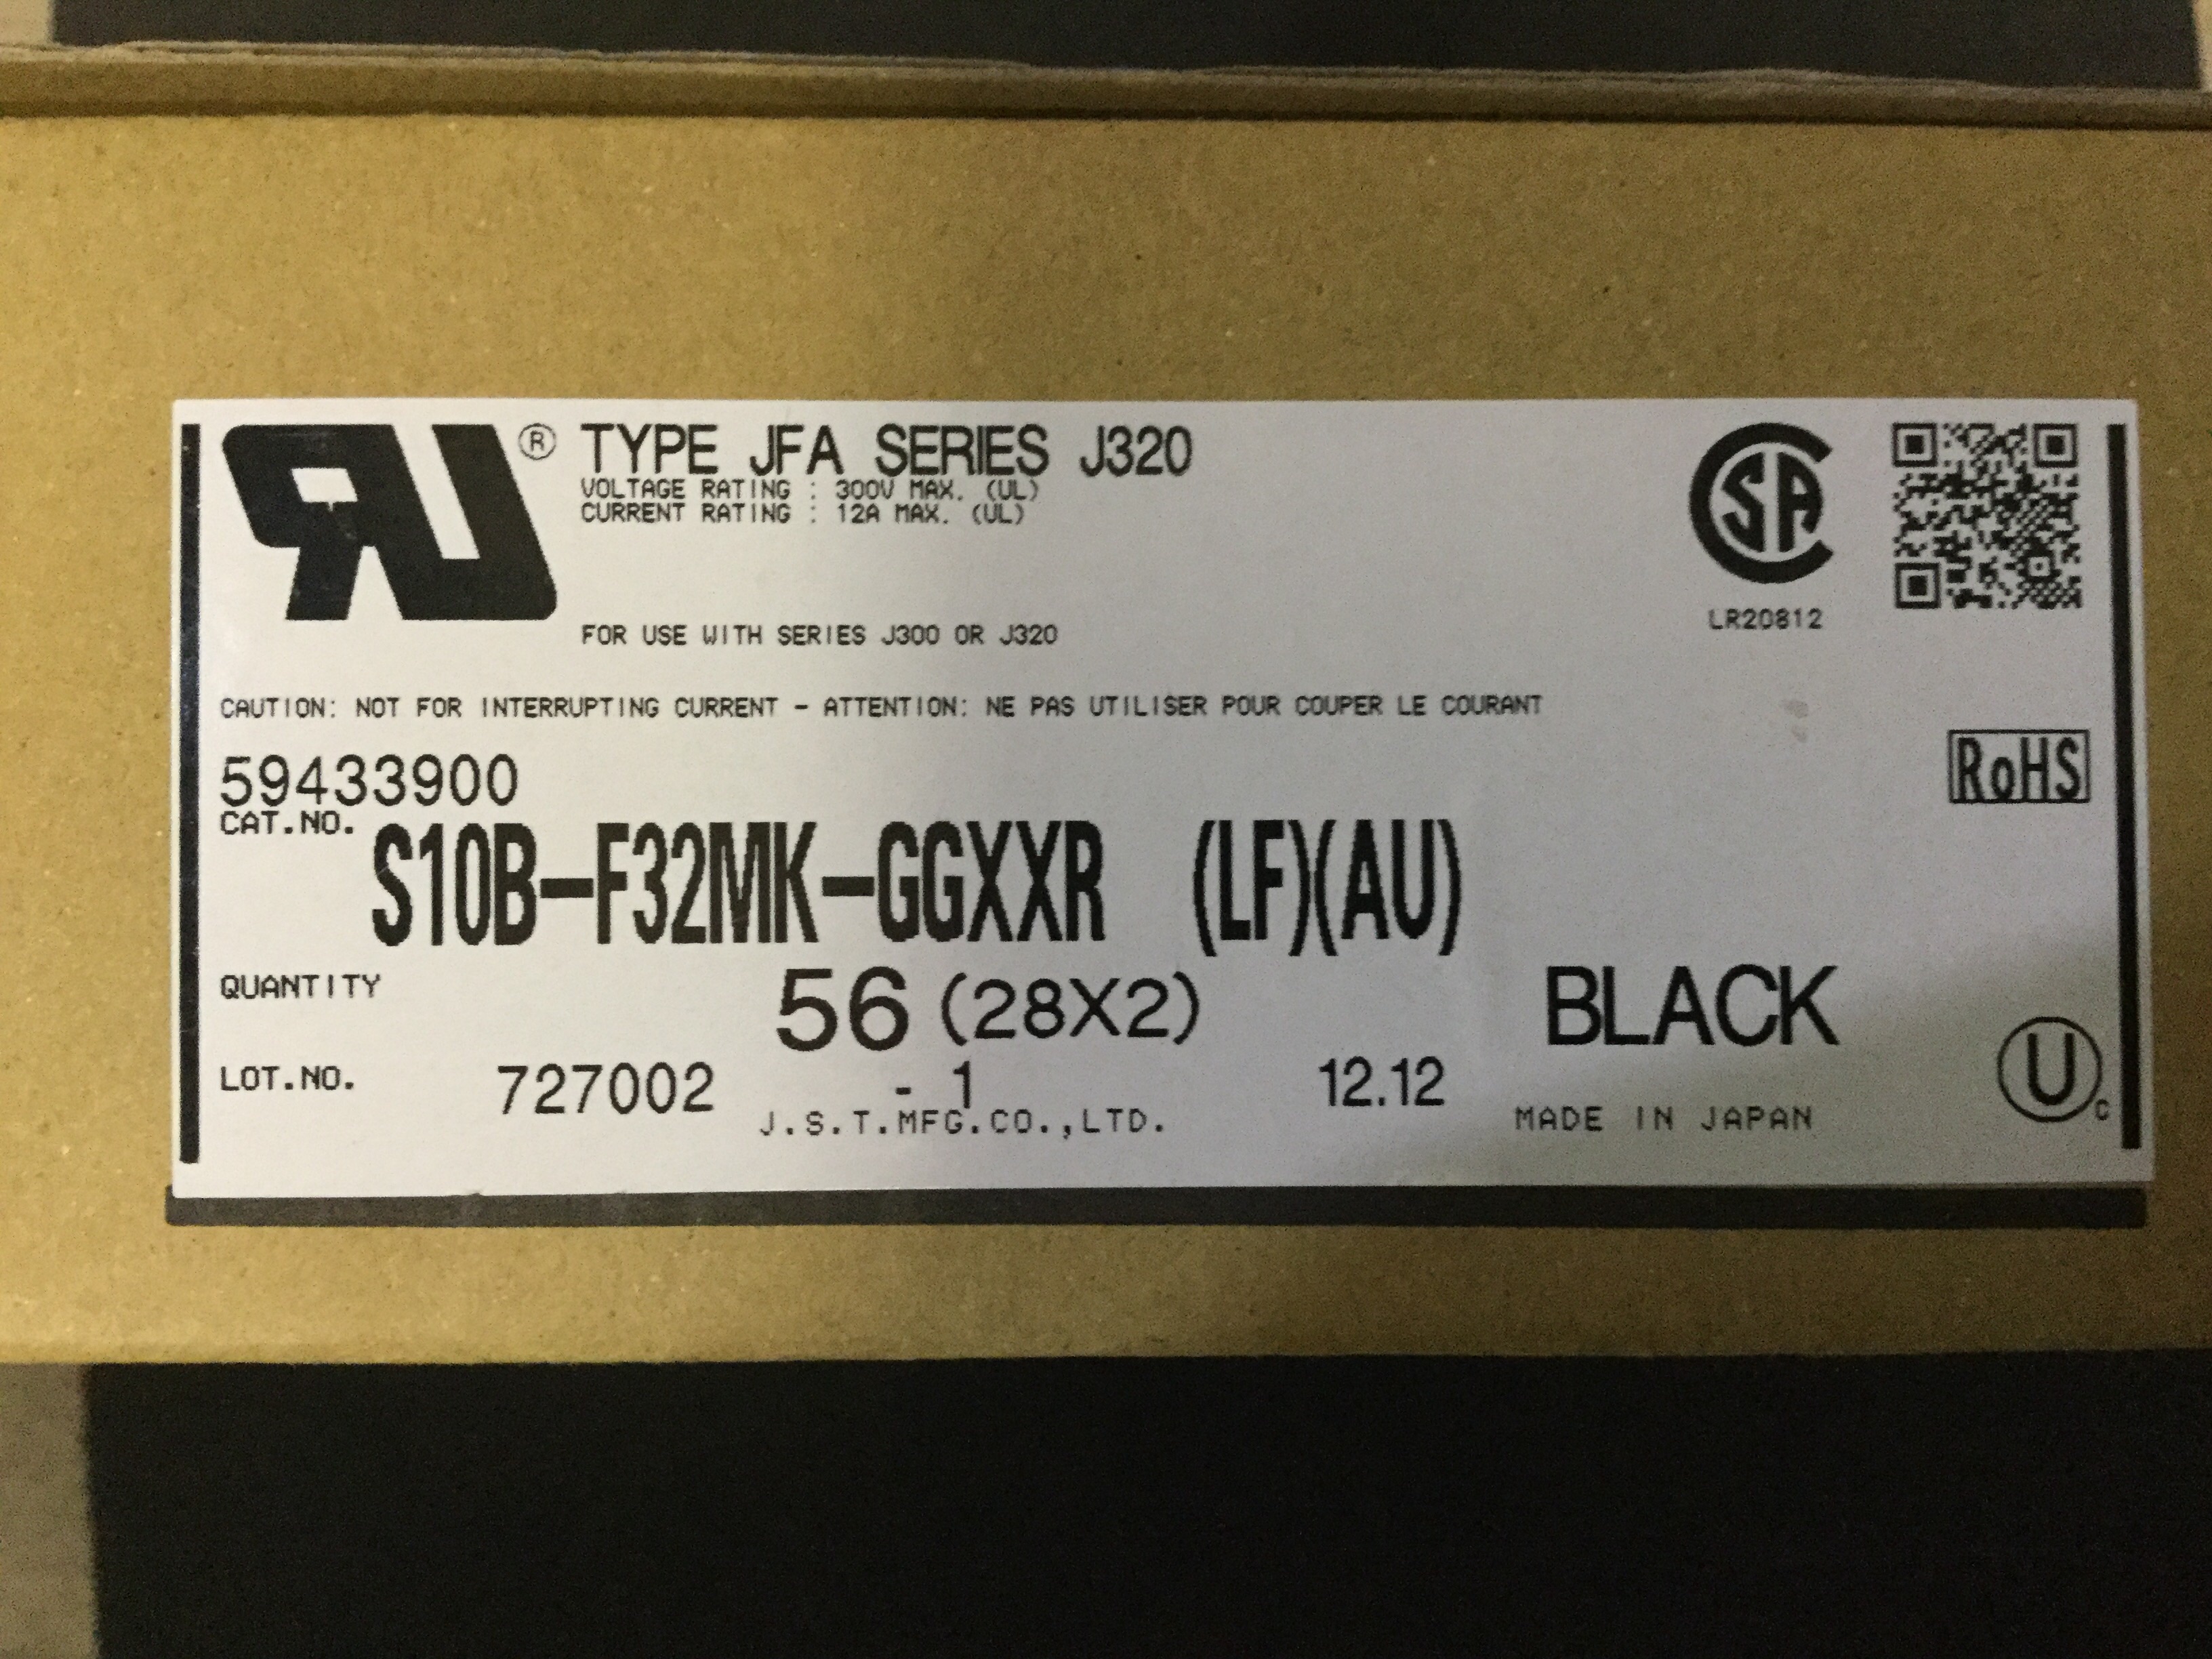 RU® TYPE JFA SERIES J320
VOLTAGE RATING : 300V MAX. (UL)
CURRENT RATING : 12A MAX. (UL)
CSA
LR20812
FOR USE WITH SERIES J300 OR J320
CAUTION: NOT FOR INTERRUPTING CURRENT - ATTENTION: NE PAS UTILISER POUR COUPER LE COURANT
RoHS
59433900
CAT.NO. S10B-F32MK-GGXXR (LF)(AU)
QUANTITY 56 (28X2) BLACK
LOT.NO. 727002 - 1 12.12
J.S.T.MFG.CO.,LTD. MADE IN JAPAN
U c